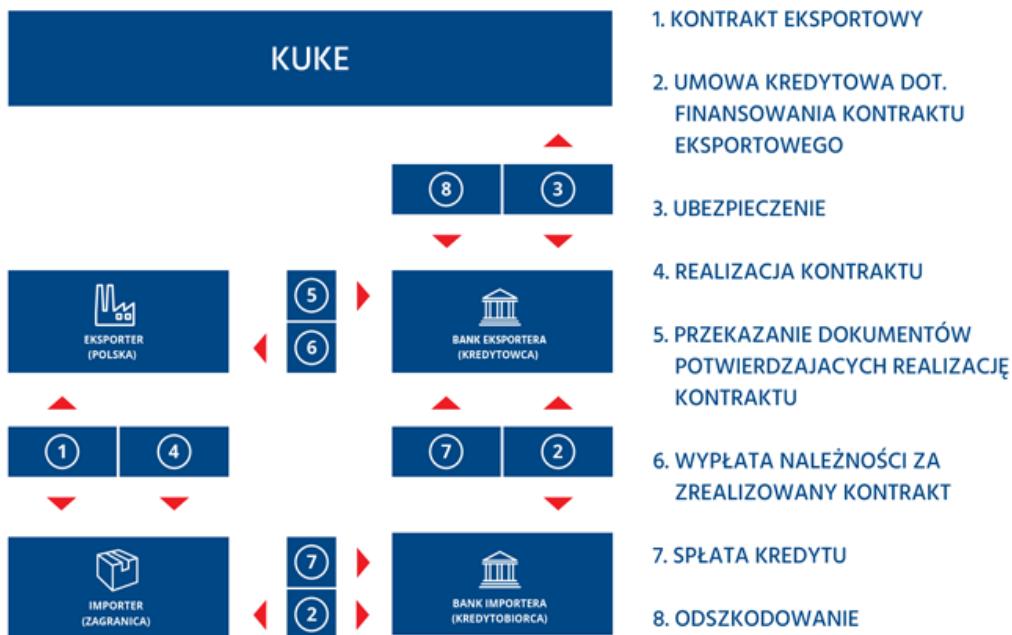 KUKE
8
3
EKSPORTER
(POLSKA)
5
6
BANK EKSPORTERA
(KREDYTOWCA)
1
4
7
2
IMPORTER
(ZAGRANICA)
7
2
BANK IMPORTERA
(KREDYTOBIORCA)
1. KONTRAKT EKSPORTOWY
2. UMOWA KREDYTOWA DOT.
FINANSOWANIA KONTRAKTU
EKSPORTOWEGO
3. UBEZPIECZENIE
4. REALIZACJA KONTRAKTU
5. PRZEKAZANIE DOKUMENTÓW
POTWIERDZAJACYCH REALIZACJĘ
KONTRAKTU
6. WYPŁATA NALEŻNOŚCI ZA
ZREALIZOWANY KONTRAKT
7. SPŁATA KREDYTU
8. ODSZKODOWANIE